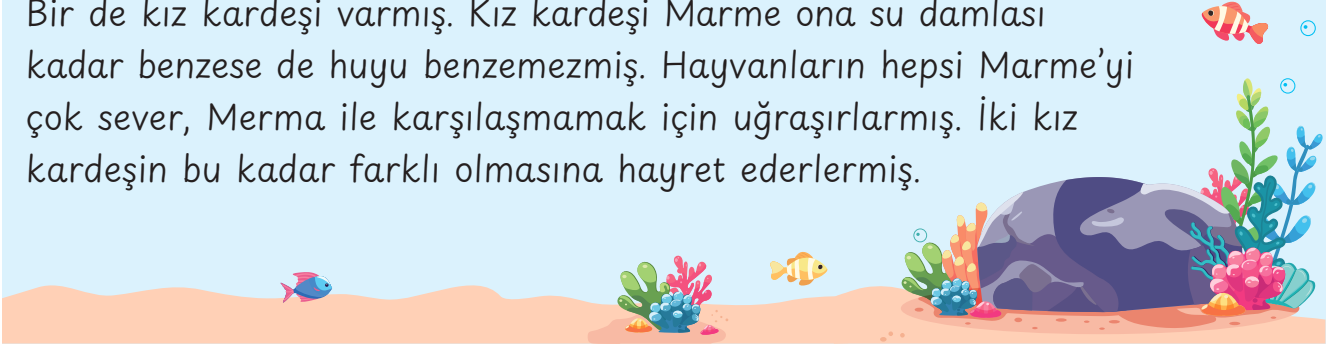 Bir de kız kardeşi varmış. Kız kardeşi Marme ona su damlası
kadar benzese de huyu benzemezmiş. Hayvanların hepsi Marme’yi
çok sever, Merma ile karşılaşmamak için uğraşırlarmış. İki kız
kardeşin bu kadar farklı olmasına hayret ederlermiş.